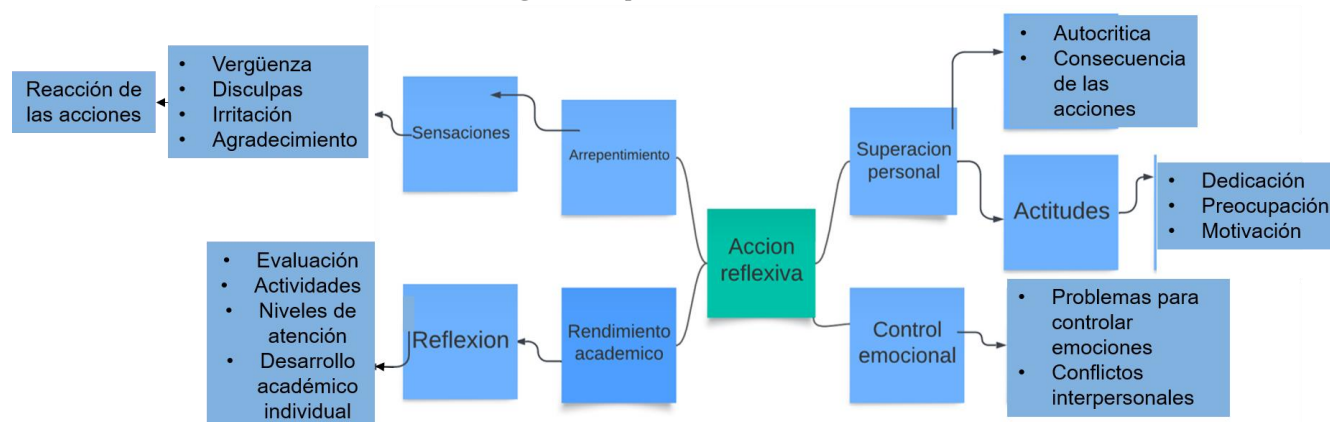 Reacción de
las acciones
• Vergüenza
• Disculpas
• Irritación
• Agradecimiento
Sensaciones
Arrepentimiento
• Evaluación
• Actividades
• Niveles de
atención
• Desarrollo
académico
individual
Reflexion
Rendimiento
academico
Accion
reflexiva
Superacion
personal
• Autocritica
• Consecuencia
de las
acciones
Actitudes
• Dedicación
• Preocupación
• Motivación
Control
emocional
• Problemas para
controlar
emociones
• Conflictos
interpersonales